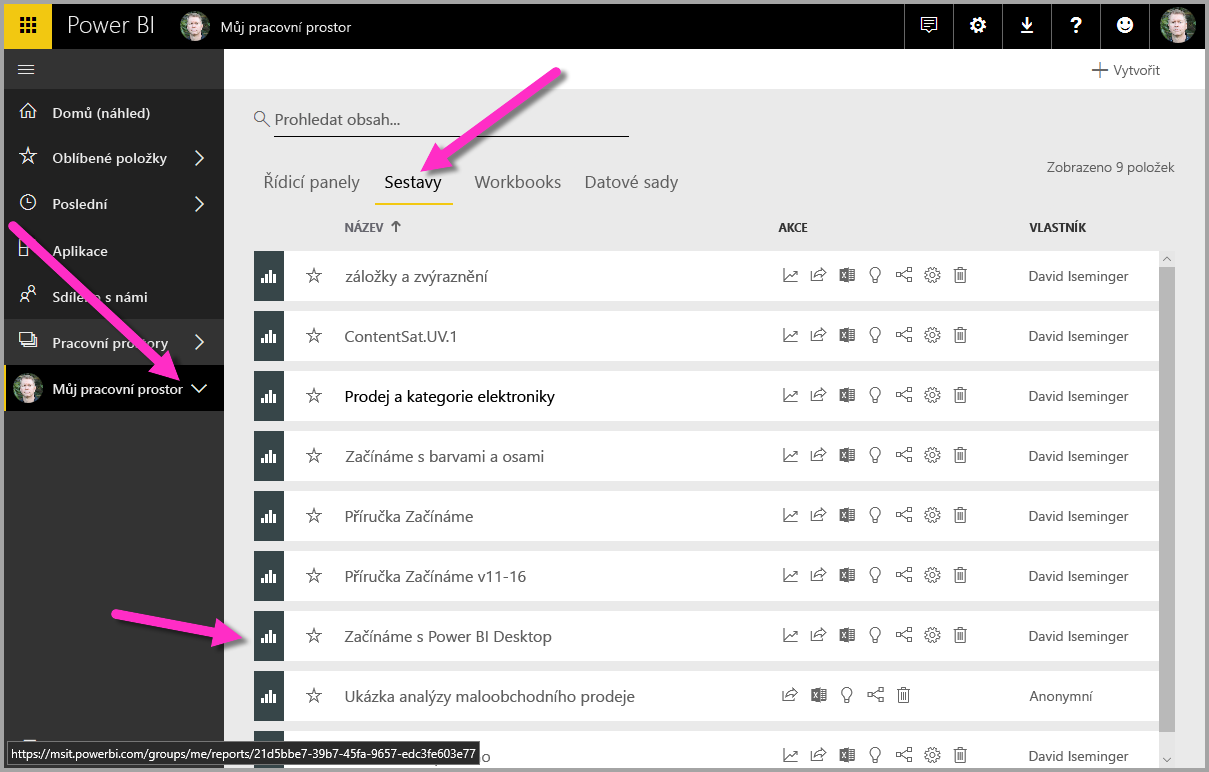 Power BI Můj pracovní prostor
Vytvořit
Domů (náhled)
Oblíbené položky
Poslední
Aplikace
Sdíleno s námi
Pracovní prostory
Můj pracovní prostor
Prohledat obsah...
Zobrazeno 9 položek
Řídicí panely Sestavy Workbooks Datové sady
NÁZEV AKCE VLASTNÍK
záložky a zvýraznění David Iseminger
ContentSat.UV.1 David Iseminger
Prodej a kategorie elektroniky David Iseminger
Začínáme s barvami a osami David Iseminger
Příručka Začínáme David Iseminger
Příručka Začínáme v11-16 David Iseminger
Začínáme s Power BI Desktop David Iseminger
Ukázka analýzy maloobchodního prodeje Anonymní
David Iseminger
https://msit.powerbi.com/groups/me/reports/21d5bbe7-39b7-45fa-9657-edc3fe603e77